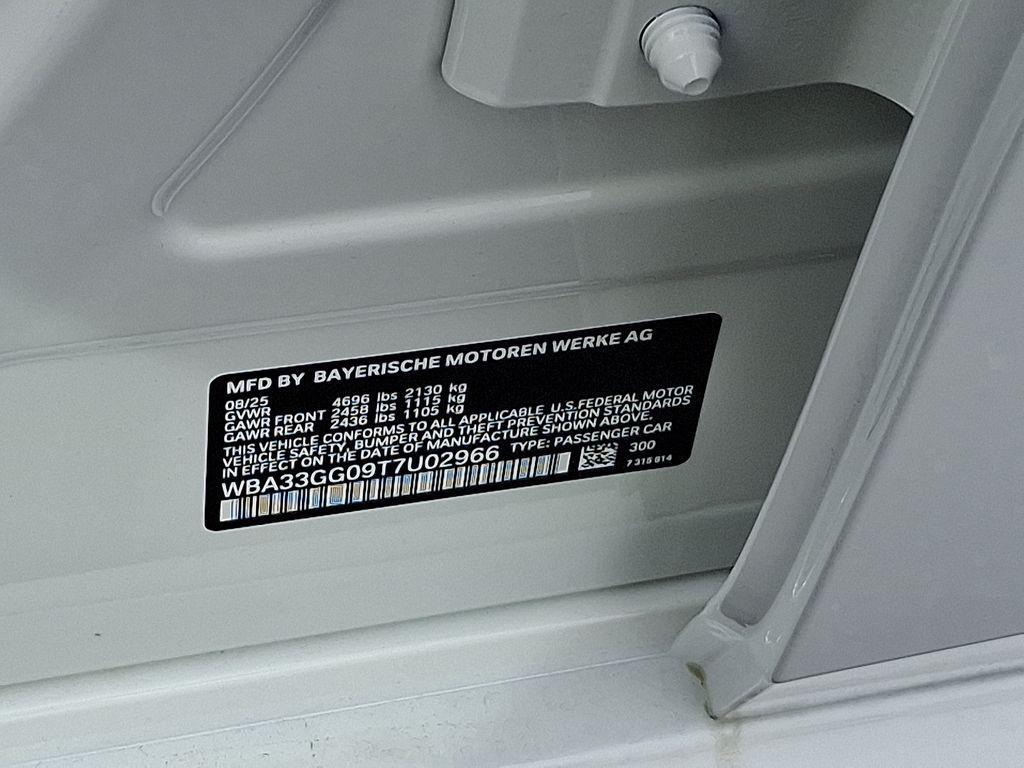 MFD BY BAYERISCHE MOTOREN WERKE AG
08/25
GVWR 4696 lbs 2130 kg
GAWR FRONT 2458 lbs 1115 kg
GAWR REAR 2436 lbs 1105 kg
THIS VEHICLE CONFORMS TO ALL APPLICABLE U.S.FEDERAL MOTOR
VEHICLE SAFETY, BUMPER AND THEFT PREVENTION STANDARDS
IN EFFECT ON THE DATE OF MANUFACTURE SHOWN ABOVE.
WBA33GG09T7U02966 TYPE: PASSENGER CAR
300
7 315 814